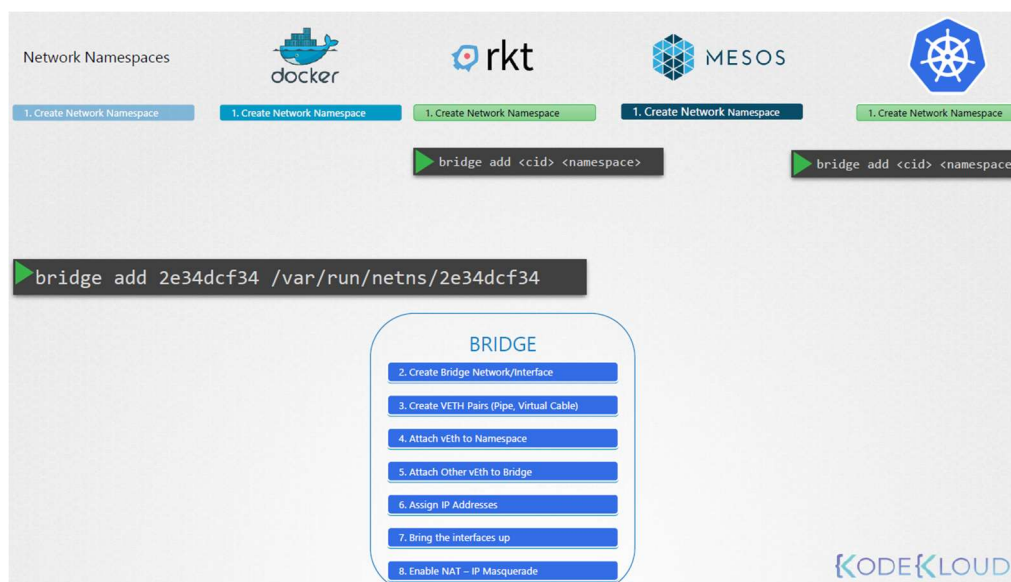 Network Namespaces
docker
rkt
MESOS
1. Create Network Namespace
1. Create Network Namespace
1. Create Network Namespace
1. Create Network Namespace
1. Create Network Namespace
bridge add <cid> <namespace>
bridge add <cid> <namespace
bridge add 2e34dcf34 /var/run/netns/2e34dcf34
BRIDGE
2. Create Bridge Network/Interface
3. Create VETH Pairs (Pipe, Virtual Cable)
4. Attach vEth to Namespace
5. Attach Other vEth to Bridge
6. Assign IP Addresses
7. Bring the interfaces up
8. Enable NAT – IP Masquerade
KODEKLOUD